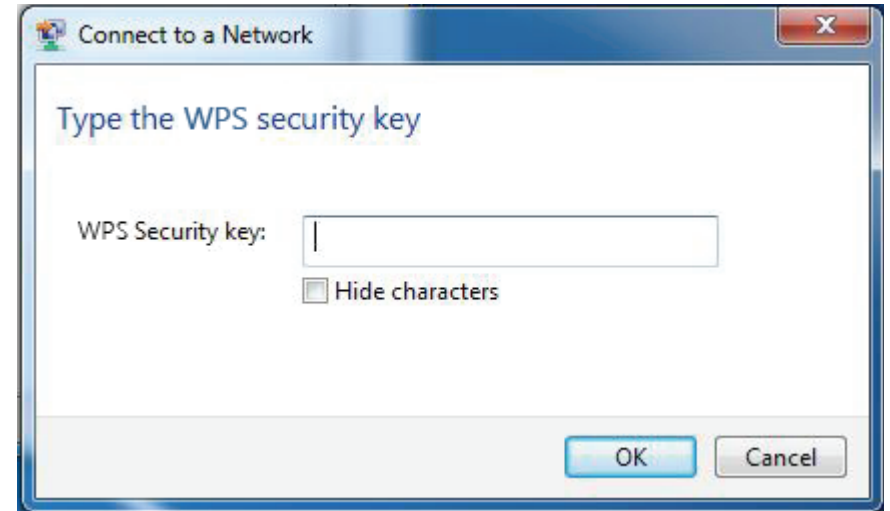 Connect to a Network
Type the WPS security key
WPS Security key:
Hide characters
OK Cancel